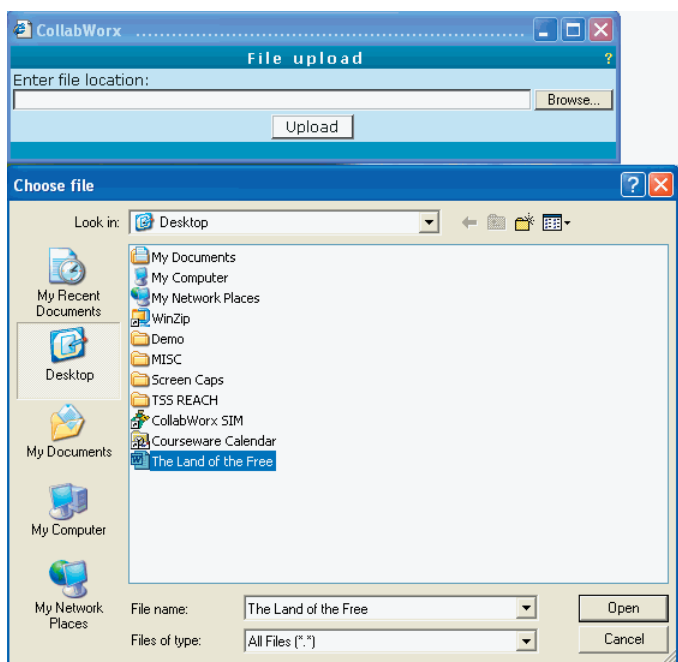 CollabWorx ......................................................
File upload ?
Enter file location:
Browse...
Upload
Choose file
Look in: Desktop
My Recent
Documents
Desktop
My Documents
My Computer
My Network
Places
My Documents
My Computer
My Network Places
WinZip
Demo
MISC
Screen Caps
TSS REACH
CollabWorx SIM
Courseware Calendar
The Land of the Free
File name: The Land of the Free Open
Files of type: All Files (*.*) Cancel